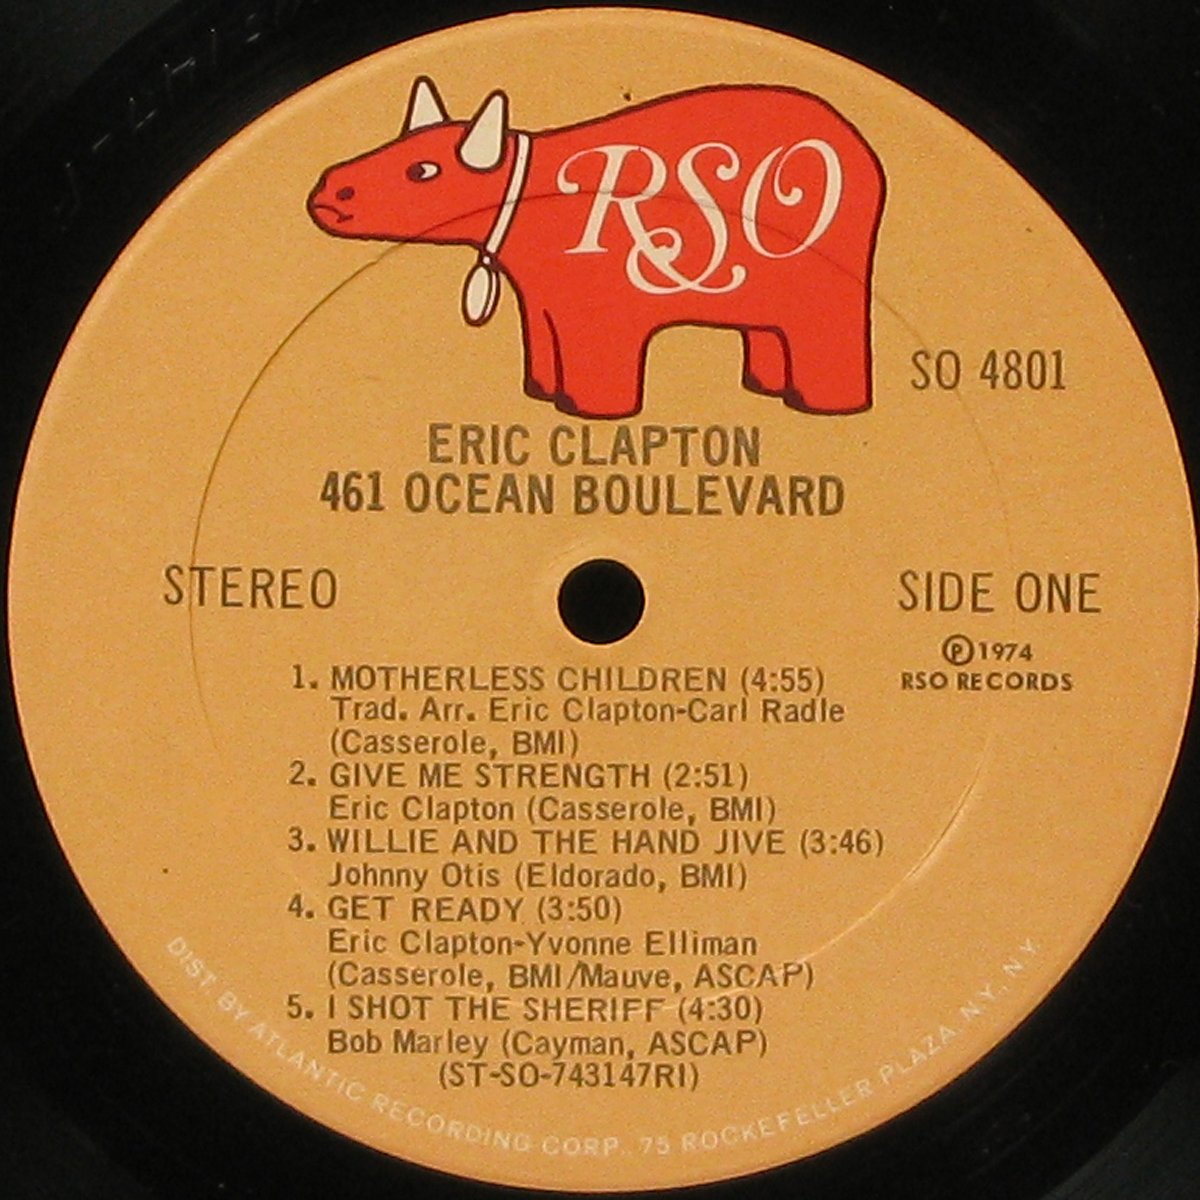 RSO
SO 4801
ERIC CLAPTON
461 OCEAN BOULEVARD
STEREO
SIDE ONE
Ⓟ 1974
RSO RECORDS
1. MOTHERLESS CHILDREN (4:55)
Trad. Arr. Eric Clapton-Carl Radle
(Casserole, BMI)
2. GIVE ME STRENGTH (2:51)
Eric Clapton (Casserole, BMI)
3. WILLIE AND THE HAND JIVE (3:46)
Johnny Otis (Eldorado, BMI)
4. GET READY (3:50)
Eric Clapton-Yvonne Elliman
(Casserole, BMI/Mauve, ASCAP)
5. I SHOT THE SHERIFF (4:30)
Bob Marley (Cayman, ASCAP)
(ST-SO-743147RI)
DIST. BY ATLANTIC RECORDING CORP., 75 ROCKEFELLER PLAZA, N.Y., N.Y.